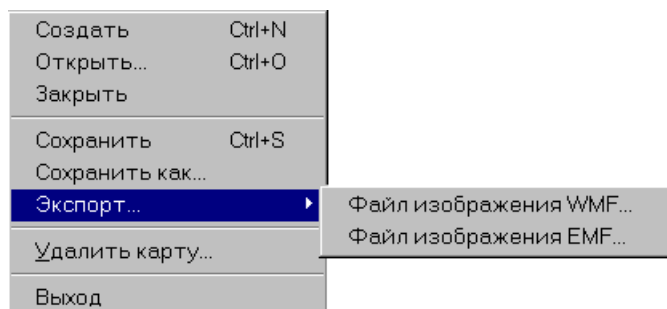 Создать Ctrl+N
Открыть... Ctrl+O
Закрыть
Сохранить Ctrl+S
Сохранить как...
Экспорт...
Файл изображения WMF...
Файл изображения EMF...
Удалить карту...
Выход